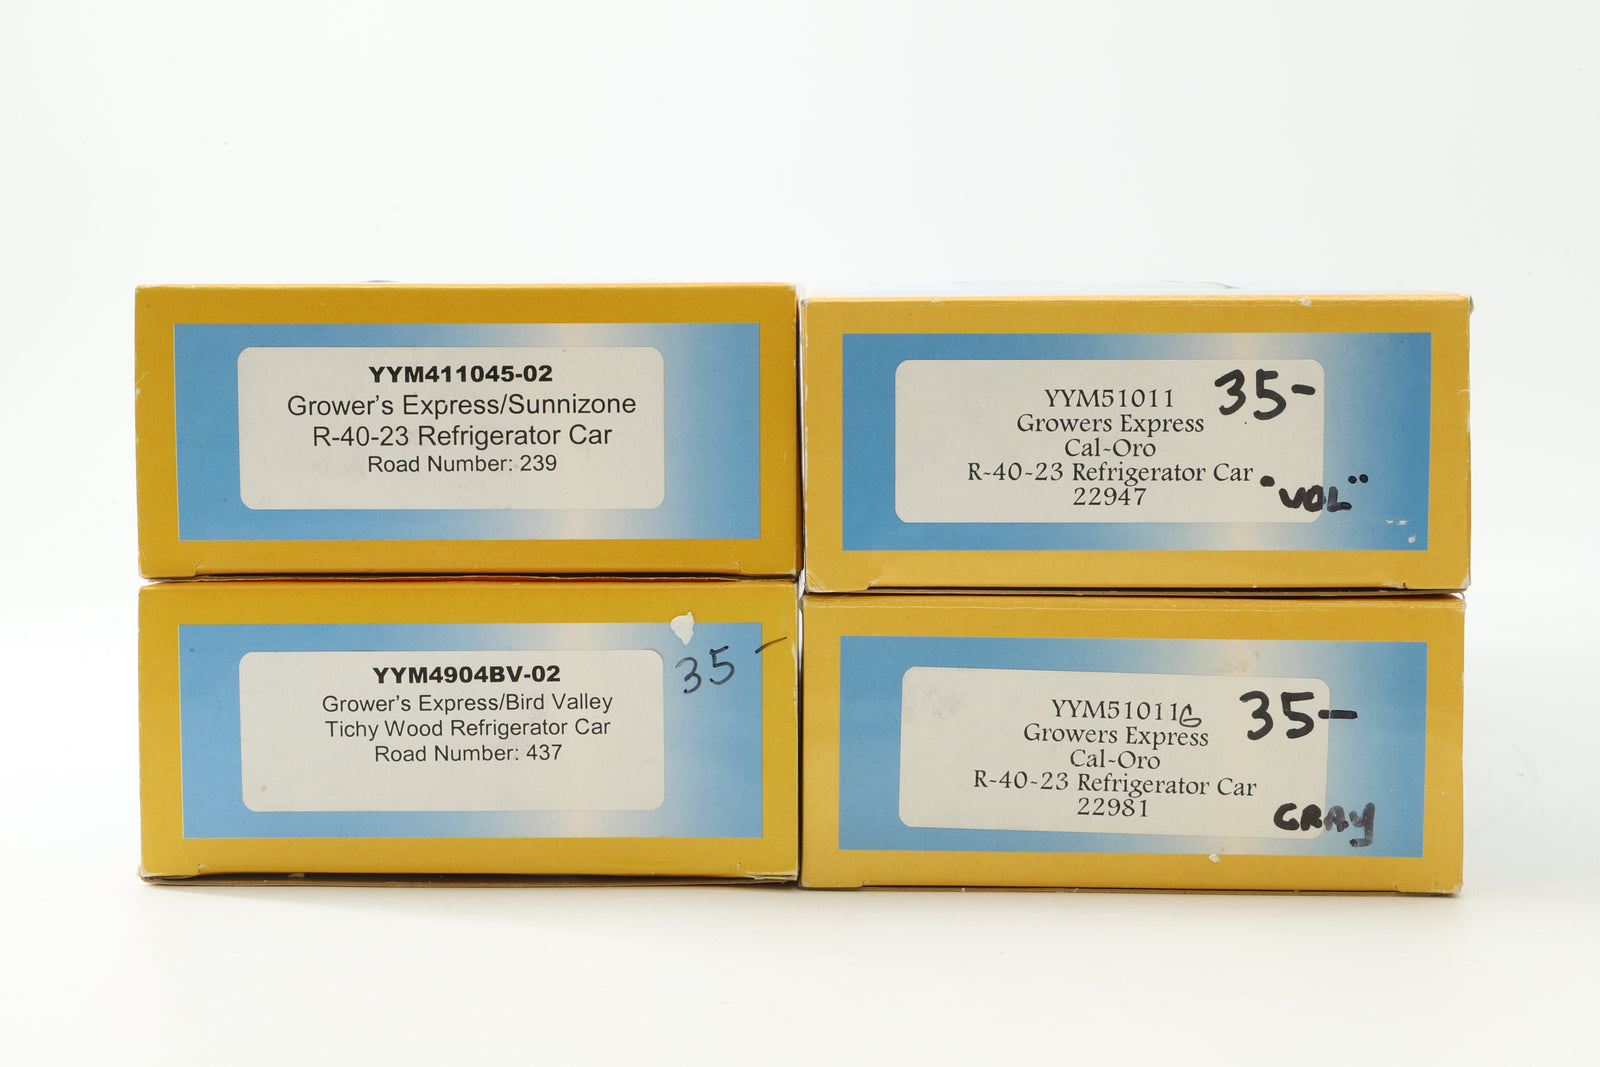 YYM411045-02
Grower's Express/Sunnizone
R-40-23 Refrigerator Car
Road Number: 239
YYM51011
Growers Express
Cal-Oro
R-40-23 Refrigerator Car
22947
35-
"VOL"
YYM4904BV-02
Grower's Express/Bird Valley
Tichy Wood Refrigerator Car
Road Number: 437
35-
YYM51011G
Growers Express
Cal-Oro
R-40-23 Refrigerator Car
22981
35-
GRAY